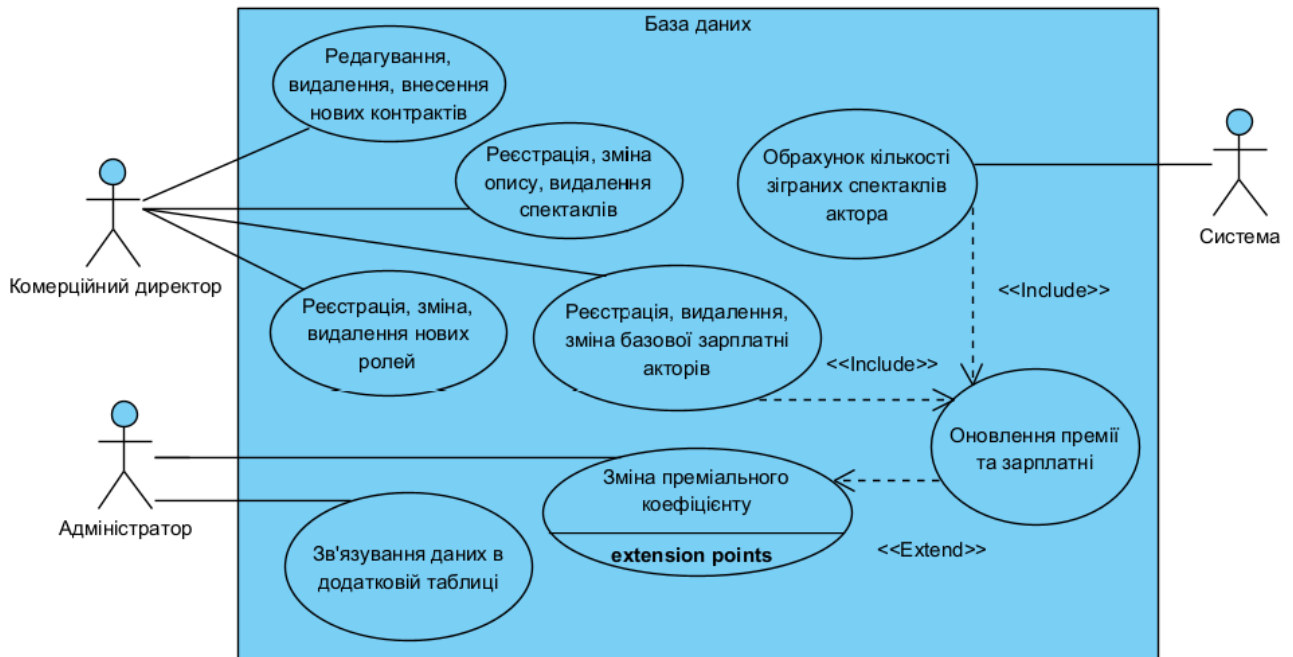 База даних
Редагування,
видалення, внесення
нових контрактів
Реєстрація, зміна
опису, видалення
спектаклів
Обрахунок кількості
зіграних спектаклів
актора
Система
Комерційний директор
<<Include>>
Реєстрація, зміна,
видалення нових
ролей
Реєстрація, видалення,
зміна базової зарплатні
акторів
<<Include>>
Оновлення премії
та зарплатні
Адміністратор
Зміна преміального
коефіцієнту
extension points
<<Extend>>
Зв'язування даних в
додатковій таблиці